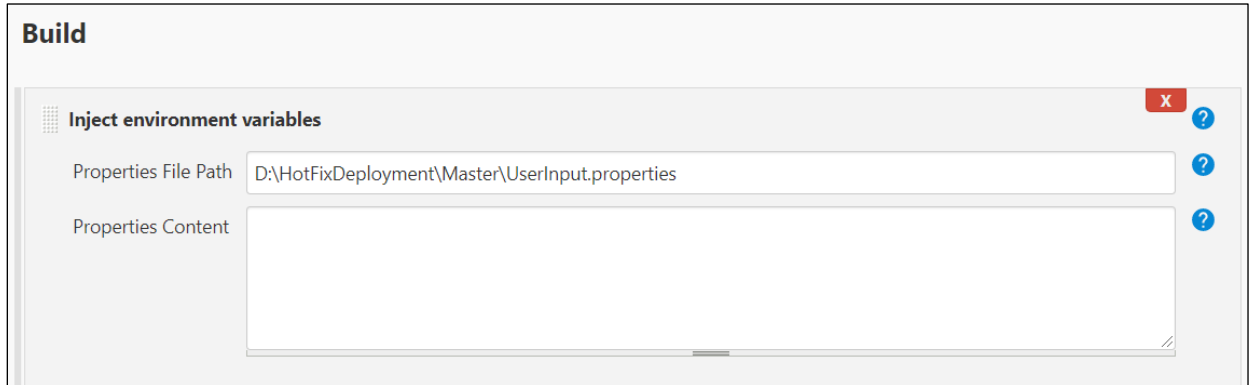 Build
Inject environment variables
X
?
Properties File Path
D:\HotFixDeployment\Master\UserInput.properties
?
Properties Content
?